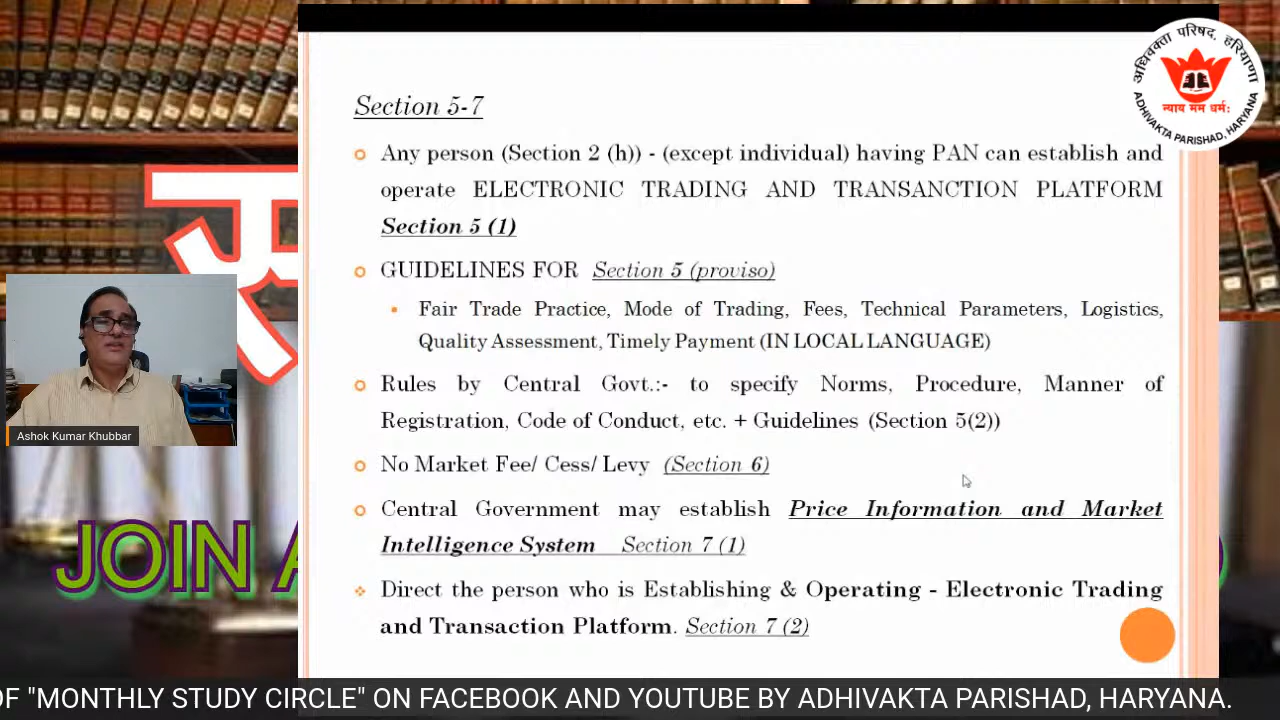 Section 5-7
Any person (Section 2 (h)) - (except individual) having PAN can establish and
operate ELECTRONIC TRADING AND TRANSANCTION PLATFORM
Section 5 (1)
GUIDELINES FOR Section 5 (proviso)
Fair Trade Practice, Mode of Trading, Fees, Technical Parameters, Logistics,
Quality Assessment, Timely Payment (IN LOCAL LANGUAGE)
Rules by Central Govt.:- to specify Norms, Procedure, Manner of
Registration, Code of Conduct, etc. + Guidelines (Section 5(2))
No Market Fee/ Cess/ Levy (Section 6)
Central Government may establish Price Information and Market
Intelligence System Section 7 (1)
Direct the person who is Establishing & Operating - Electronic Trading
and Transaction Platform. Section 7 (2)
अधिवक्ता परिषद, हरियाणा
न्याय मम धर्म:
ADHIVAKTA PARISHAD, HARYANA
Ashok Kumar Khubbar
JOIN
OF "MONTHLY STUDY CIRCLE" ON FACEBOOK AND YOUTUBE BY ADHIVAKTA PARISHAD, HARYANA.